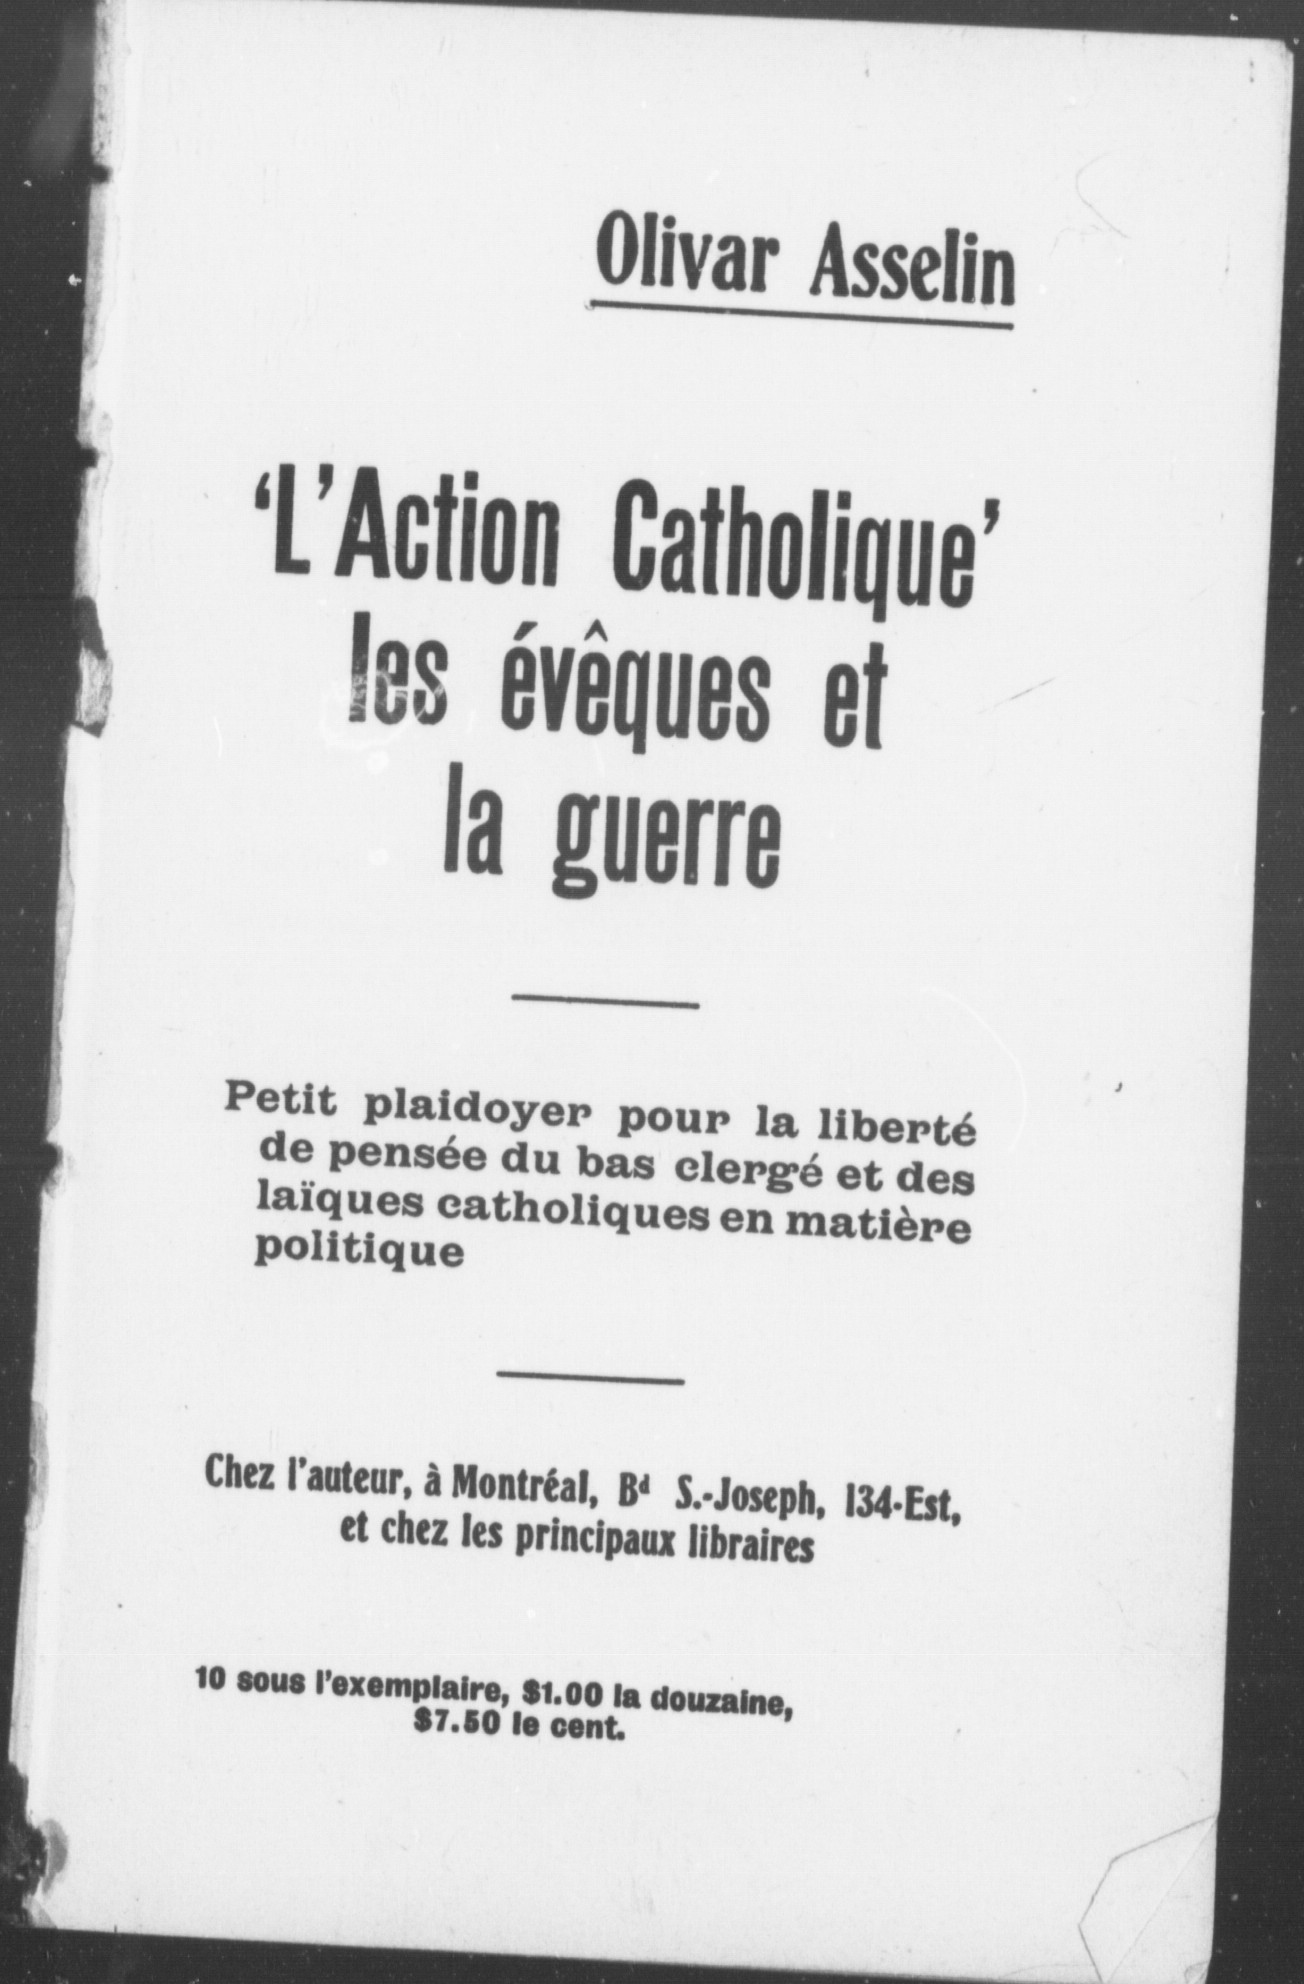 Olivar Asselin
‘L’Action Catholique’
les évêques et
la guerre
Petit plaidoyer pour la liberté
de pensée du bas clergé et des
laïques catholiques en matière
politique
Chez l’auteur, à Montréal, Bd S.-Joseph, 134-Est,
et chez les principaux libraires
10 sous l’exemplaire, $1.00 la douzaine,
$7.50 le cent.